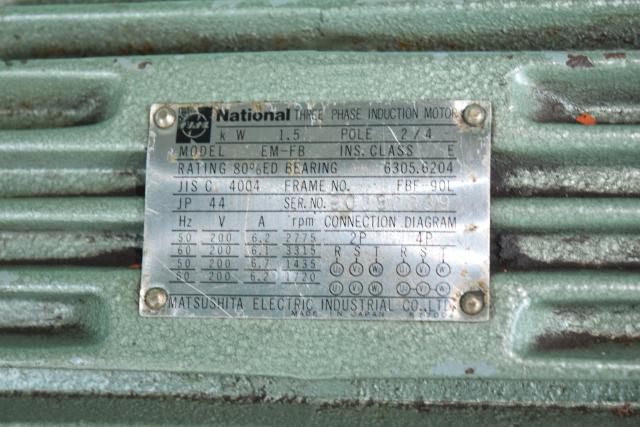 National THREE PHASE INDUCTION MOTOR
kW 1.5 POLE 2/4
MODEL EM-FB INS.CLASS E
RATING 80%ED BEARING 6305.6204
JIS C 4004 FRAME NO. FBF-90L
JP 44 SER.NO.
Hz V A rpm CONNECTION DIAGRAM
50 200 6.2 2775 2P 4P
60 200 6.1 3315 R S T R S T
50 200 6.7 1435 U V W U V W
60 200 6.2 1720
MATSUSHITA ELECTRIC INDUSTRIAL CO.,LTD.
MADE IN JAPAN